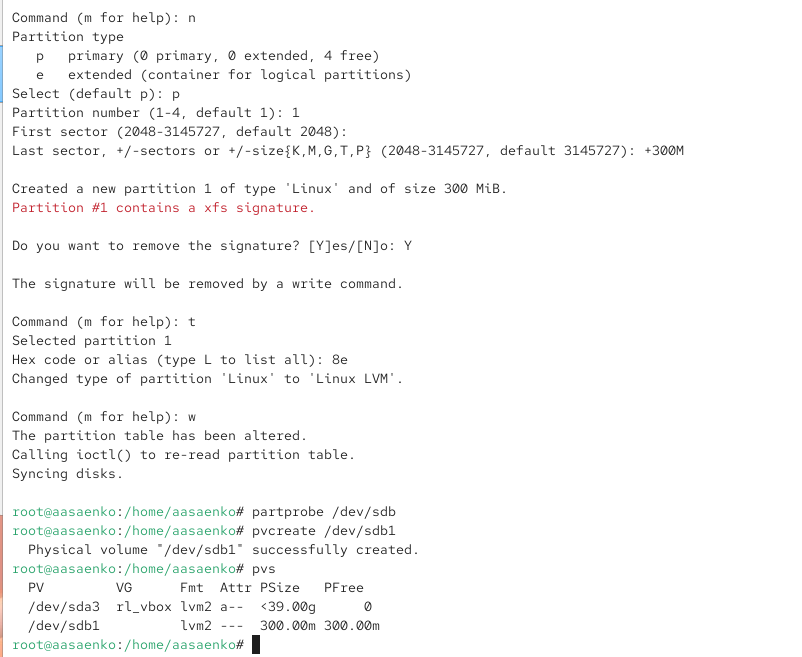 Command (m for help): n
Partition type
   p   primary (0 primary, 0 extended, 4 free)
   e   extended (container for logical partitions)
Select (default p): p
Partition number (1-4, default 1): 1
First sector (2048-3145727, default 2048):
Last sector, +/-sectors or +/-size{K,M,G,T,P} (2048-3145727, default 3145727): +300M
Created a new partition 1 of type 'Linux' and of size 300 MiB.
Partition #1 contains a xfs signature.
Do you want to remove the signature? [Y]es/[N]o: Y
The signature will be removed by a write command.
Command (m for help): t
Selected partition 1
Hex code or alias (type L to list all): 8e
Changed type of partition 'Linux' to 'Linux LVM'.
Command (m for help): w
The partition table has been altered.
Calling ioctl() to re-read partition table.
Syncing disks.
root@aasaenko:/home/aasaenko# partprobe /dev/sdb
root@aasaenko:/home/aasaenko# pvcreate /dev/sdb1
  Physical volume "/dev/sdb1" successfully created.
root@aasaenko:/home/aasaenko# pvs
  PV         VG      Fmt  Attr PSize   PFree
  /dev/sda3  rl_vbox lvm2 a--  <39.00g      0
  /dev/sdb1          lvm2 ---  300.00m 300.00m
root@aasaenko:/home/aasaenko#